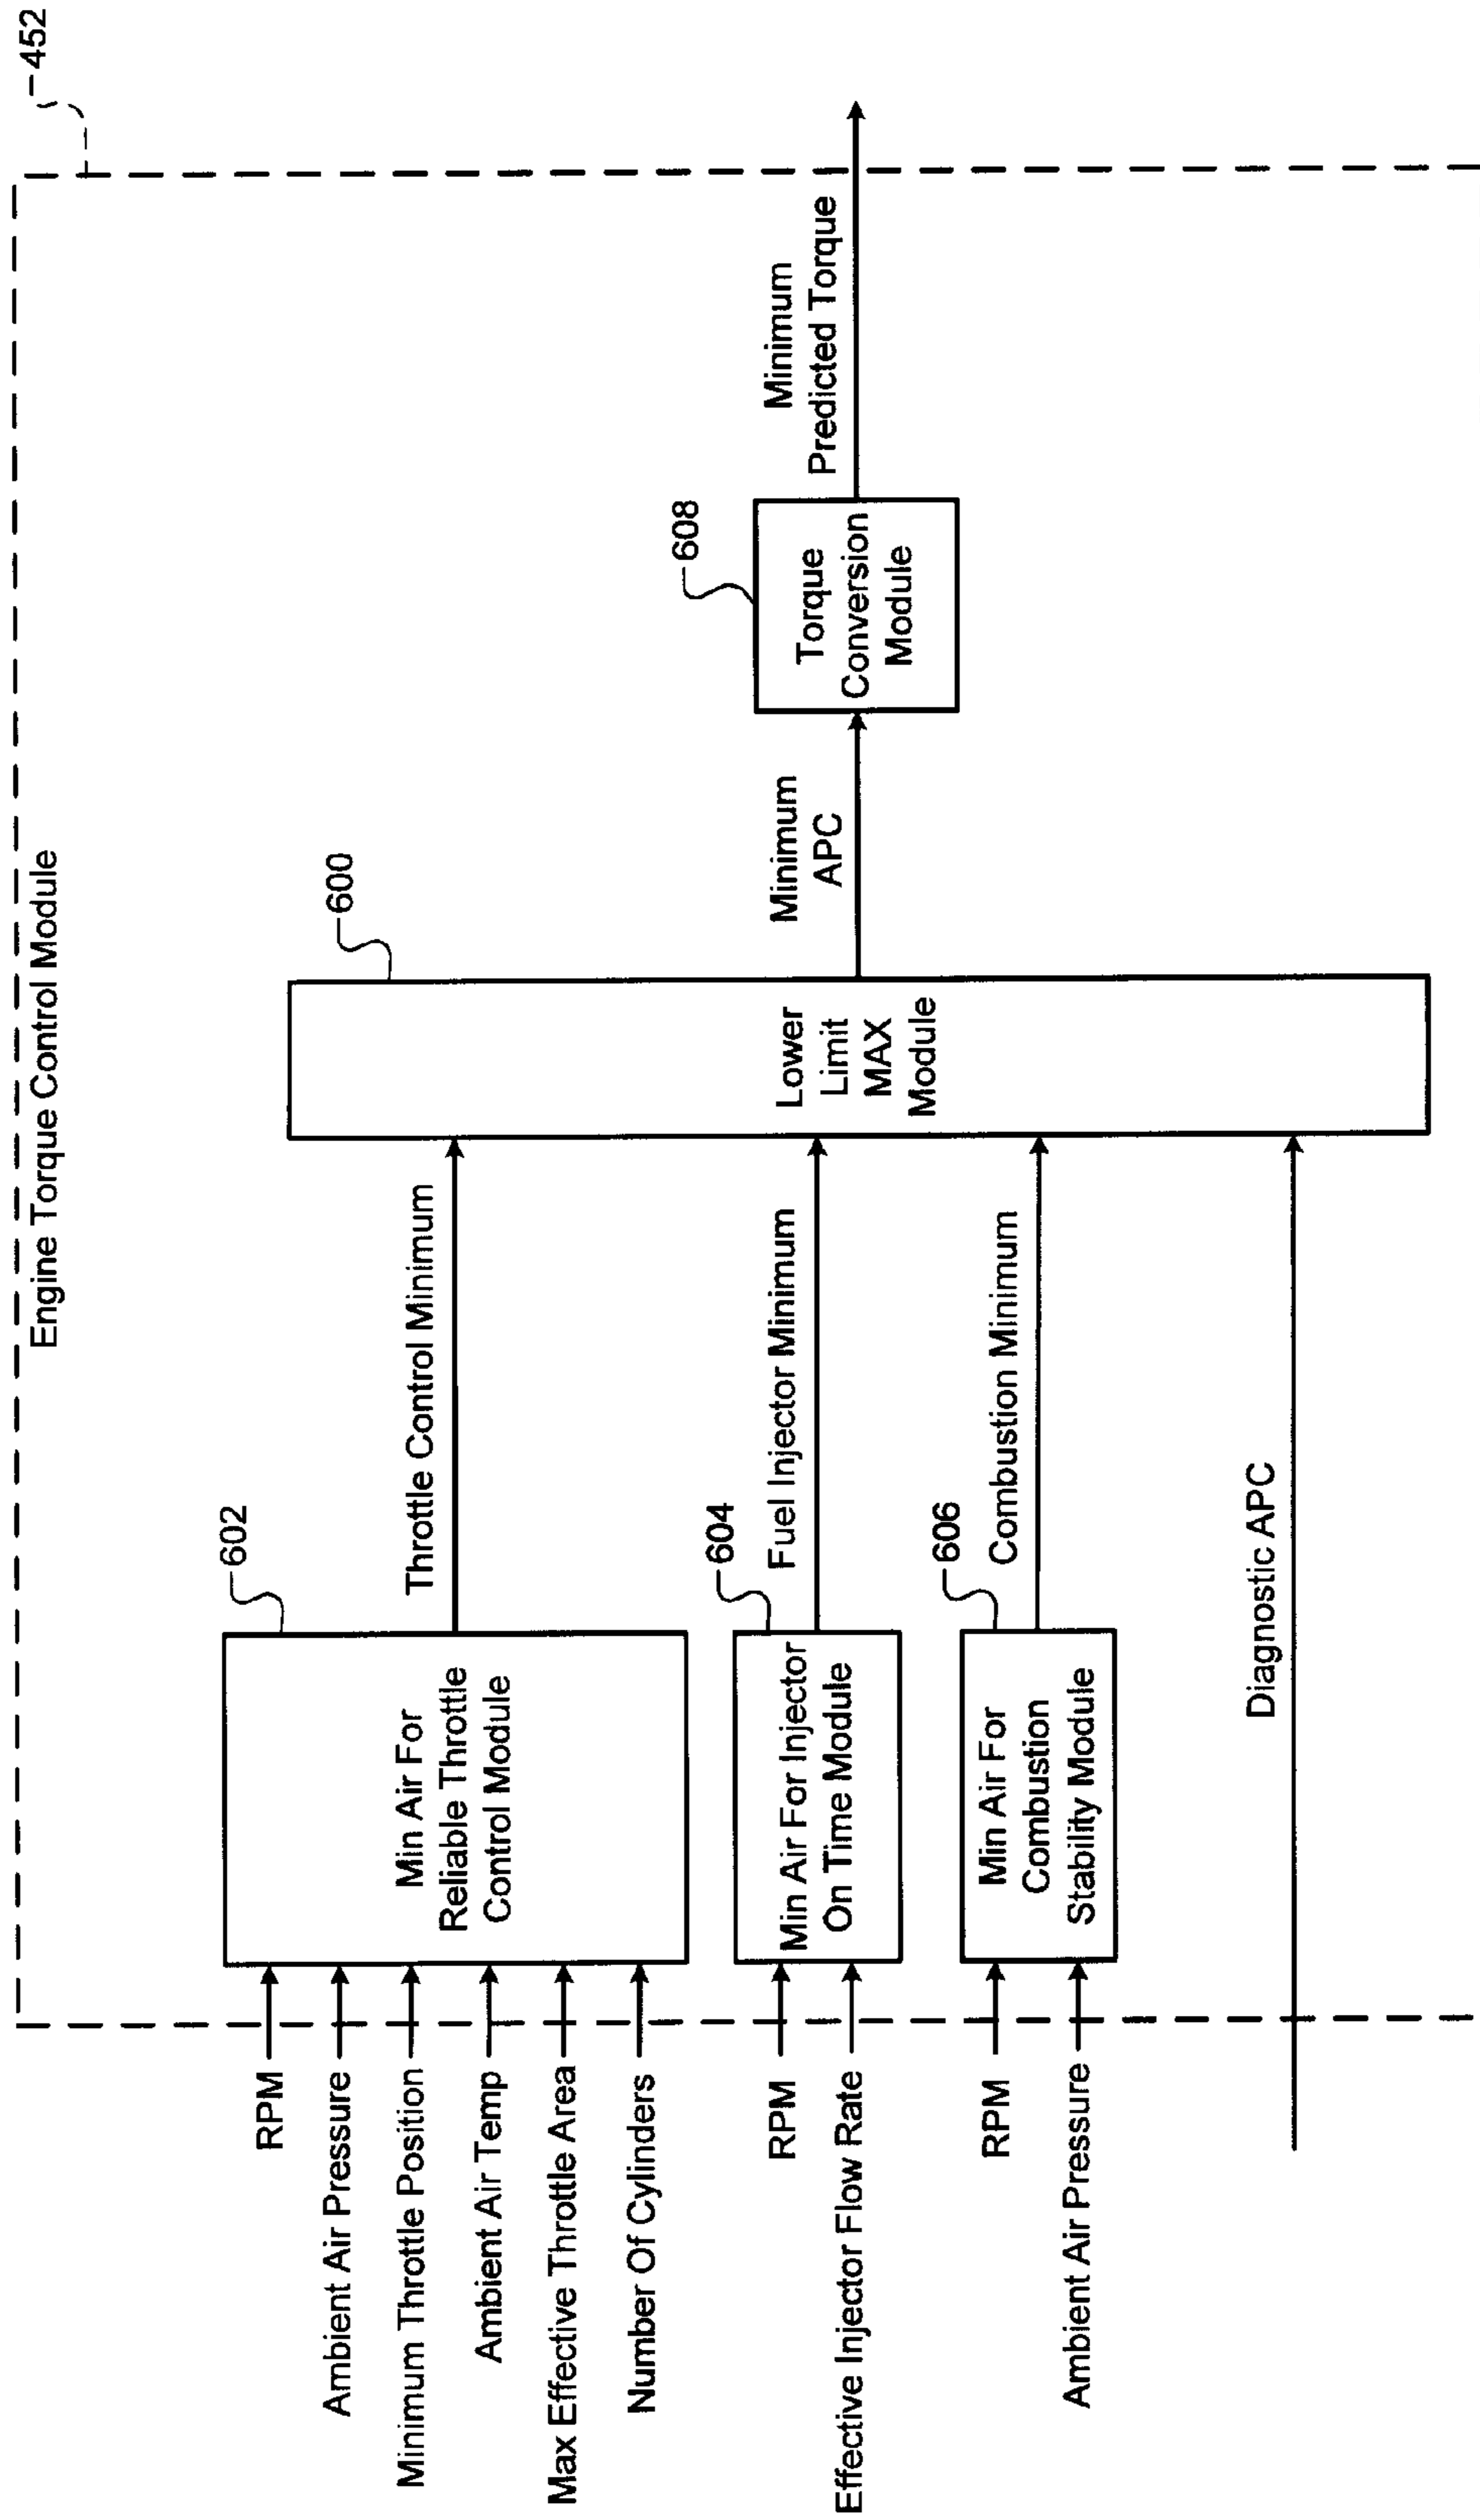 Engine Torque Control Module
452
RPM
Ambient Air Pressure
Minimum Throttle Position
Ambient Air Temp
Max Effective Throttle Area
Number Of Cylinders
602
Min Air For
Reliable Throttle
Control Module
Throttle Control Minimum
RPM
Effective Injector Flow Rate
604
Min Air For Injector
On Time Module
Fuel Injector Minimum
RPM
Ambient Air Pressure
606
Min Air For
Combustion
Stability Module
Combustion Minimum
Diagnostic APC
600
Lower
Limit
MAX
Module
Minimum
APC
608
Torque
Conversion
Module
Minimum
Predicted Torque